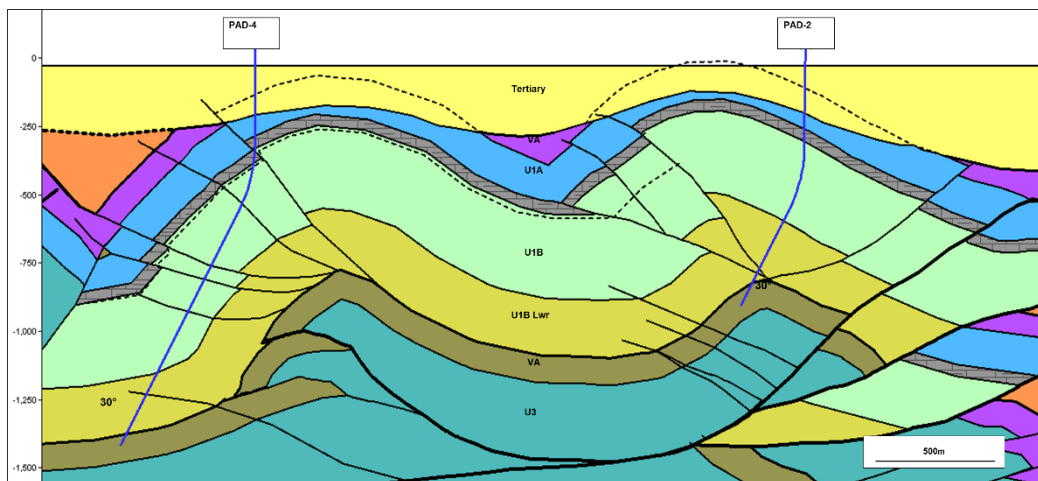 PAD-4
PAD-2
0
Tertiary
-250
VA
U1A
-500
U1B
-750
30°
U1B Lwr
-1,000
VA
-1,250
30°
U3
500m
-1,500